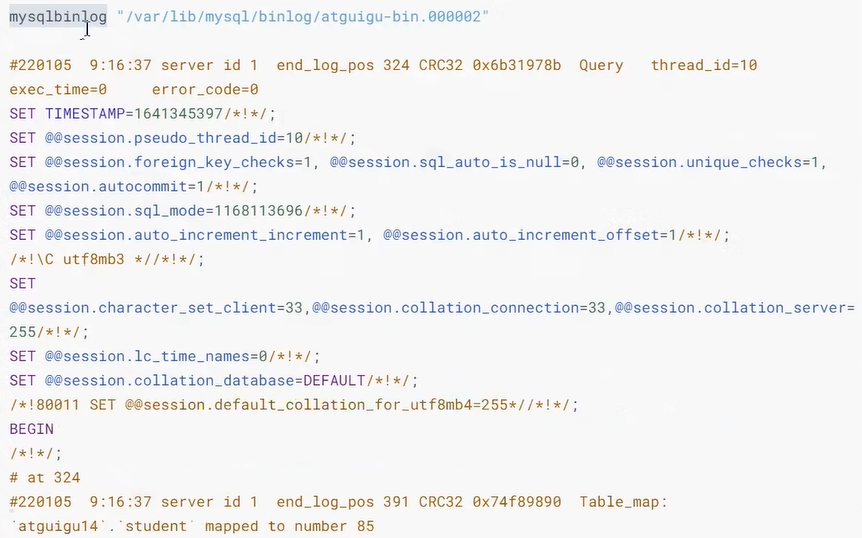 mysqlbinlog "/var/lib/mysql/binlog/atguigu-bin.000002"
#220105  9:16:37 server id 1  end_log_pos 324 CRC32 0x6b31978b  Query   thread_id=10
exec_time=0     error_code=0
SET TIMESTAMP=1641345397/*!*/;
SET @@session.pseudo_thread_id=10/*!*/;
SET @@session.foreign_key_checks=1, @@session.sql_auto_is_null=0, @@session.unique_checks=1,
@@session.autocommit=1/*!*/;
SET @@session.sql_mode=1168113696/*!*/;
SET @@session.auto_increment_increment=1, @@session.auto_increment_offset=1/*!*/;
/*!\C utf8mb3 *//*!*/;
SET
@@session.character_set_client=33,@@session.collation_connection=33,@@session.collation_server=
255/*!*/;
SET @@session.lc_time_names=0/*!*/;
SET @@session.collation_database=DEFAULT/*!*/;
/*!80011 SET @@session.default_collation_for_utf8mb4=255*//*!*/;
BEGIN
/*!*/;
# at 324
#220105  9:16:37 server id 1  end_log_pos 391 CRC32 0x74f89890  Table_map:
`atguigu14`.`student` mapped to number 85